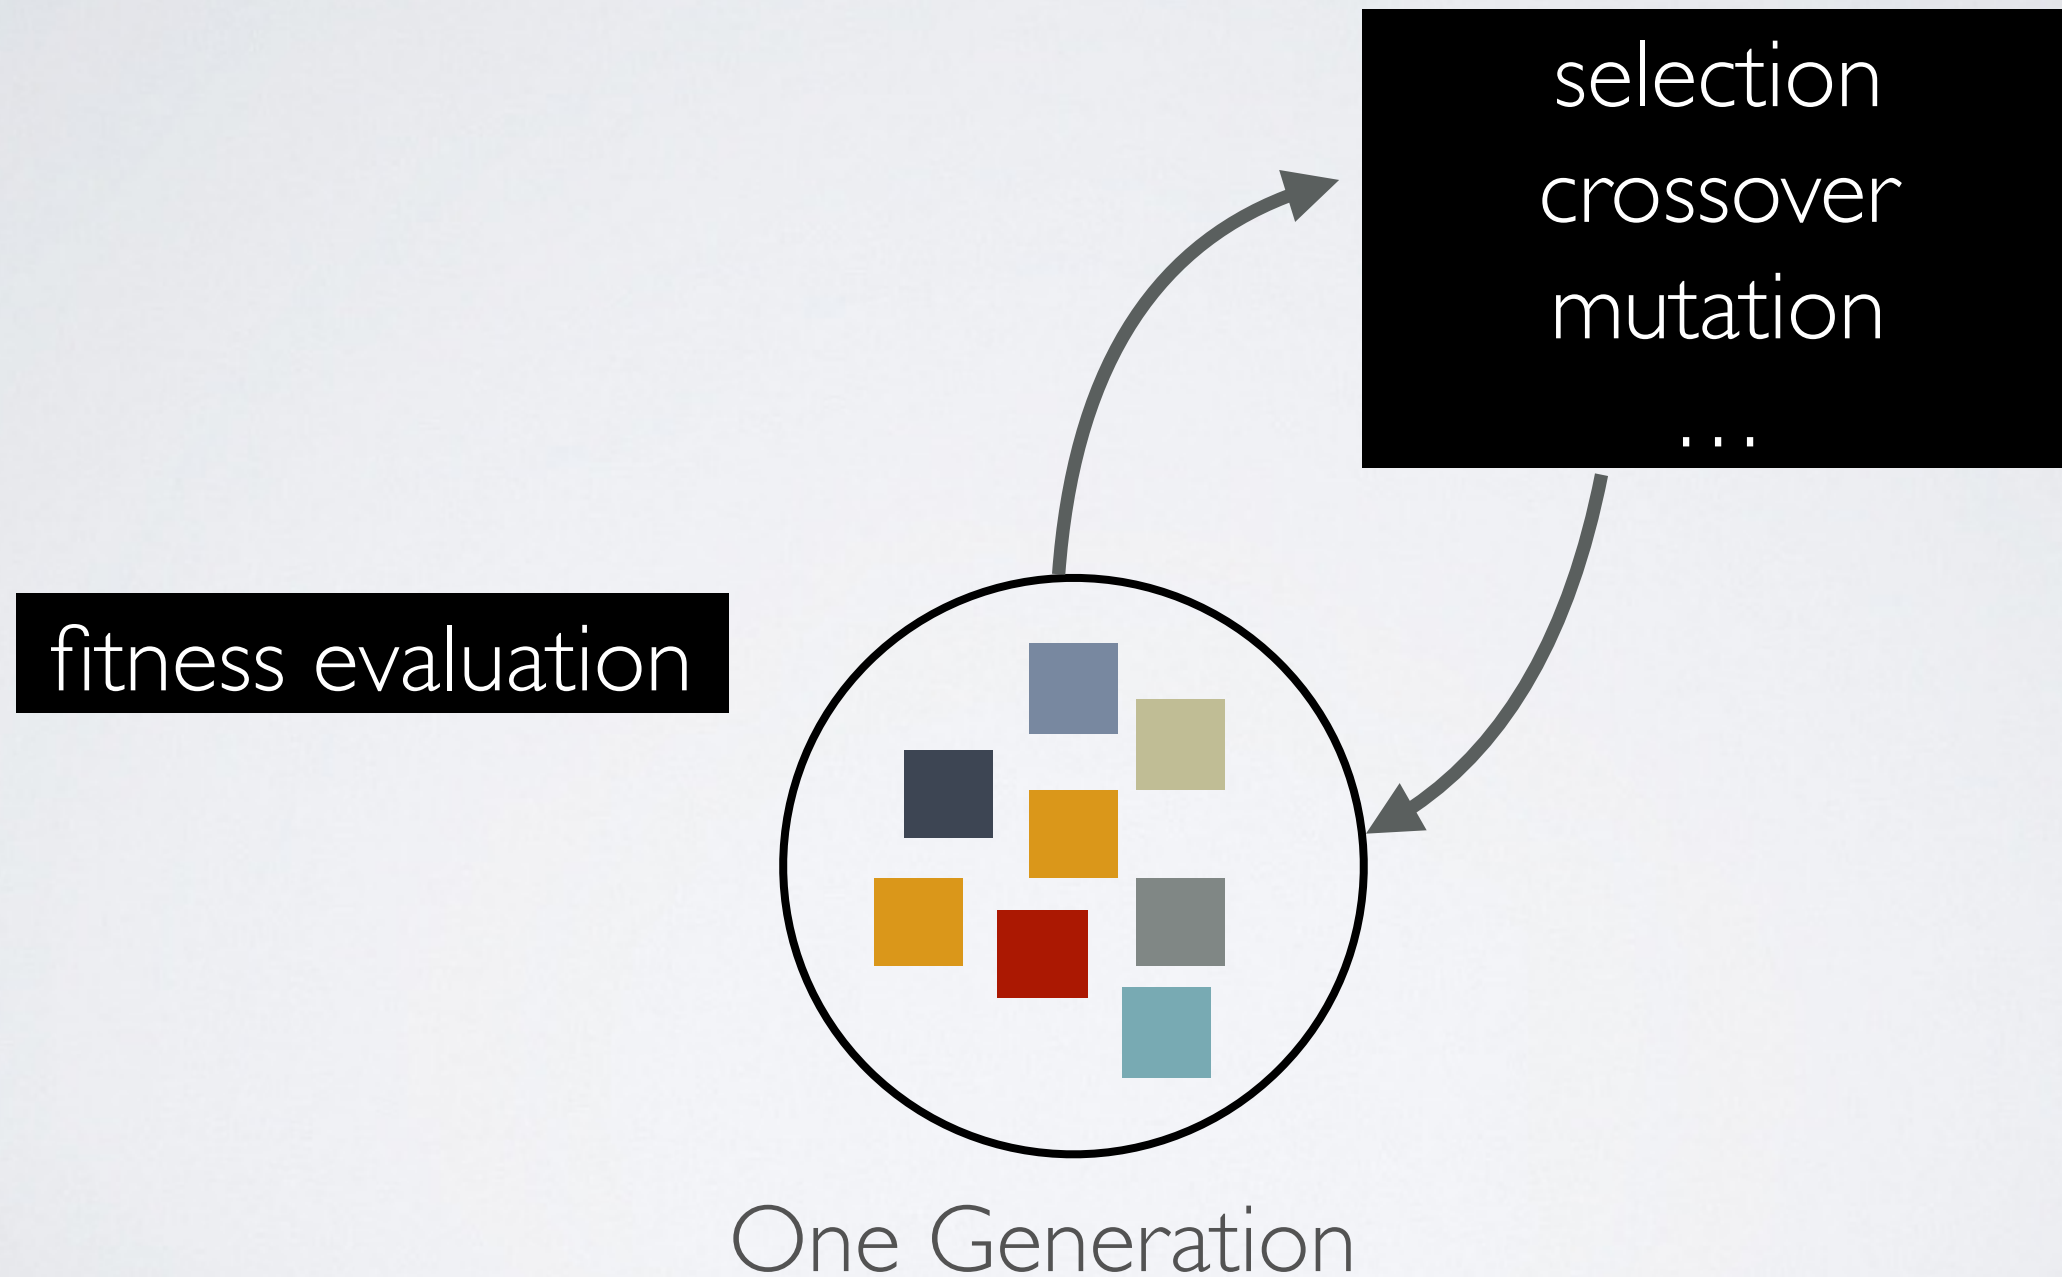 selection
crossover
mutation
...
fitness evaluation
One Generation